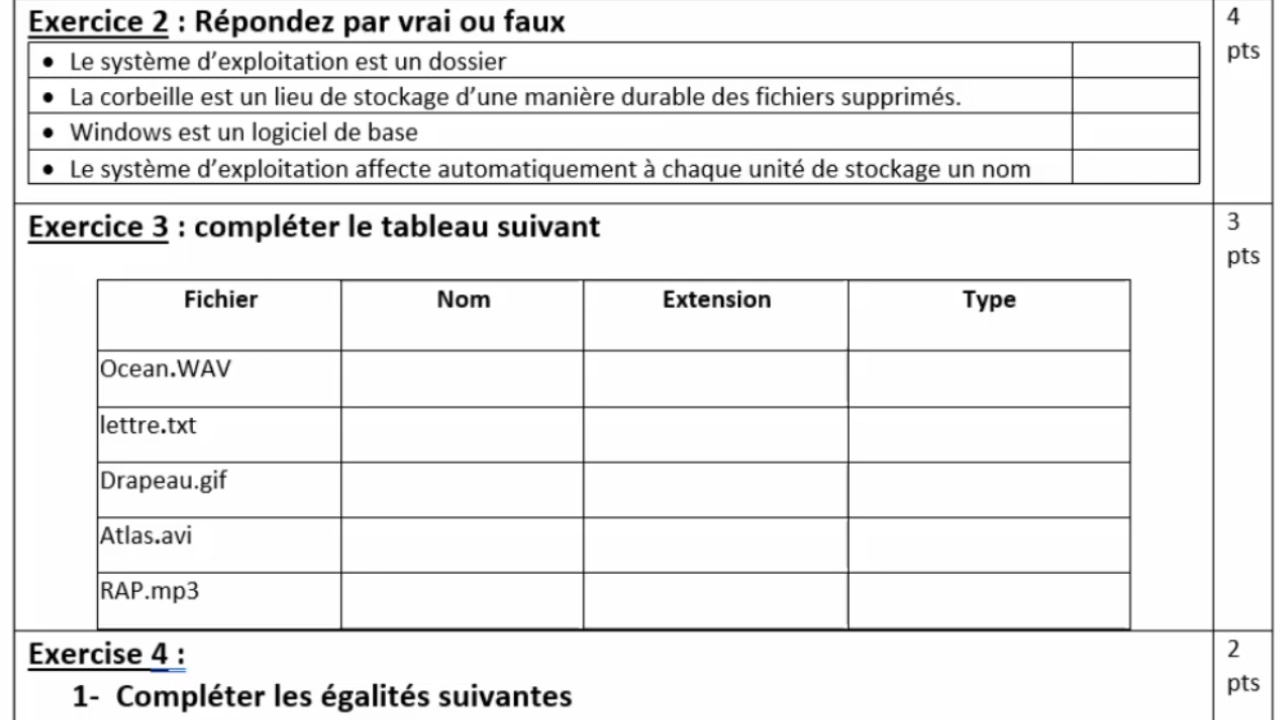 Exercice 2 : Répondez par vrai ou faux
4
pts
• Le système d’exploitation est un dossier
• La corbeille est un lieu de stockage d’une manière durable des fichiers supprimés.
• Windows est un logiciel de base
• Le système d’exploitation affecte automatiquement à chaque unité de stockage un nom
Exercice 3 : compléter le tableau suivant
3
pts
Fichier Nom Extension Type
Ocean.WAV
lettre.txt
Drapeau.gif
Atlas.avi
RAP.mp3
Exercise 4 :
2
pts
1- Compléter les égalités suivantes